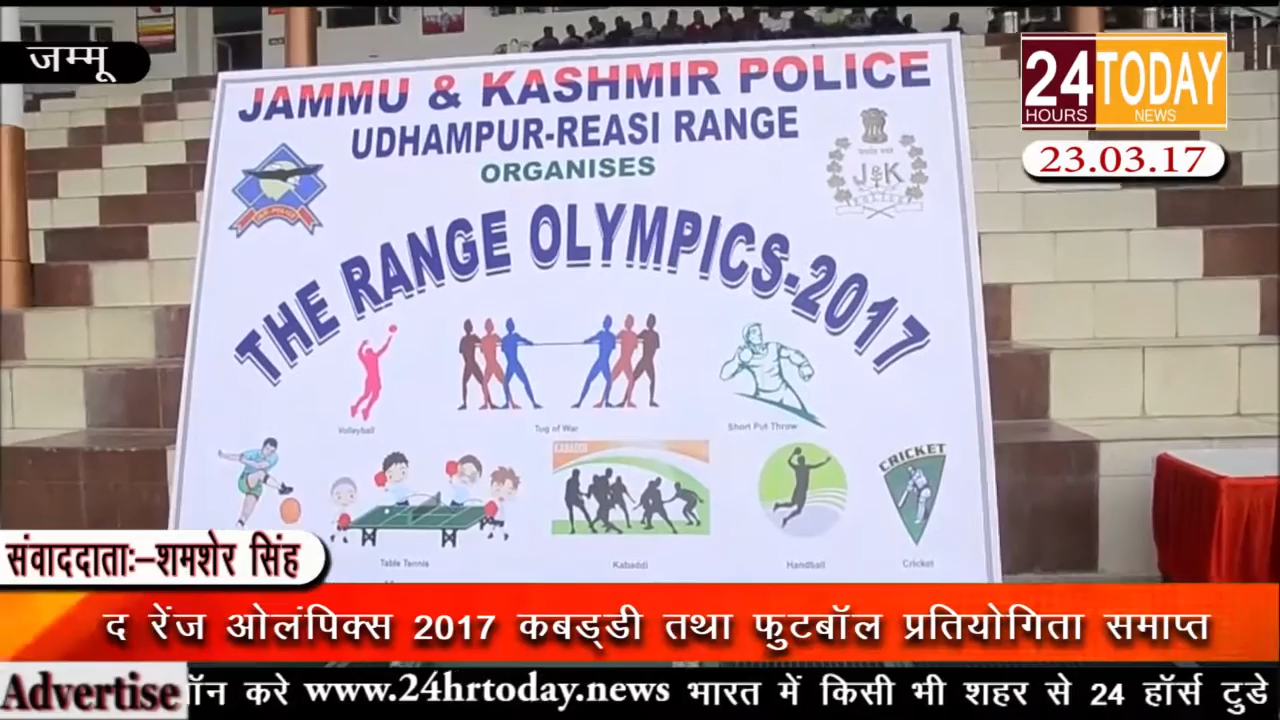 जम्मू
24 TODAY
HOURS NEWS
23.03.17
JAMMU & KASHMIR POLICE
UDHAMPUR-REASI RANGE
ORGANISES
J&K
THE RANGE OLYMPICS-2017
Volleyball
Tug of War
Short Put Throw
KABADDI
CRICKET
Table Tennis
Kabaddi
Handball
Cricket
संवाददाताः–शमशेर सिंह
द रेंज ओलंपिक्स 2017 कबड्डी तथा फुटबॉल प्रतियोगिता समाप्त
Advertise
ऑन करे www.24hrtoday.news भारत में किसी भी शहर से 24 हॉर्स टुडे